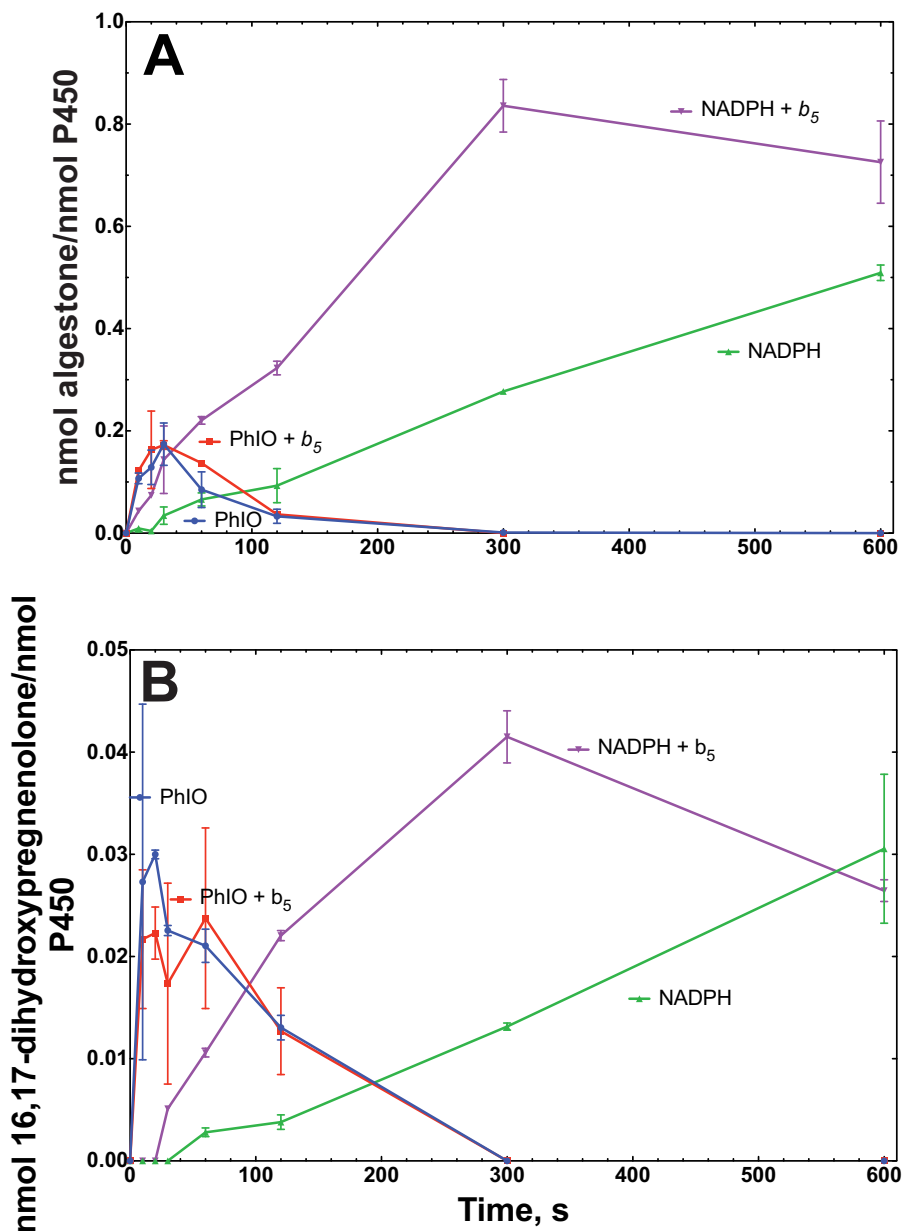 A
nmol algestone/nmol P450
1.0
0.8
0.6
0.4
0.2
0.0
NADPH + b5
NADPH
PhIO + b5
PhIO
0 100 200 300 400 500 600
B
nmol 16,17-dihydroxypregnenolone/nmol
P450
0.05
0.04
0.03
0.02
0.01
0.00
NADPH + b5
PhIO
PhIO + b5
NADPH
0 100 200 300 400 500 600
Time, s